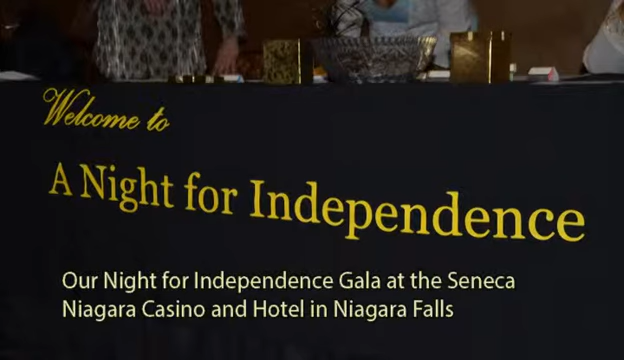 Welcome to
A Night for Independence
Our Night for Independence Gala at the Seneca
Niagara Casino and Hotel in Niagara Falls